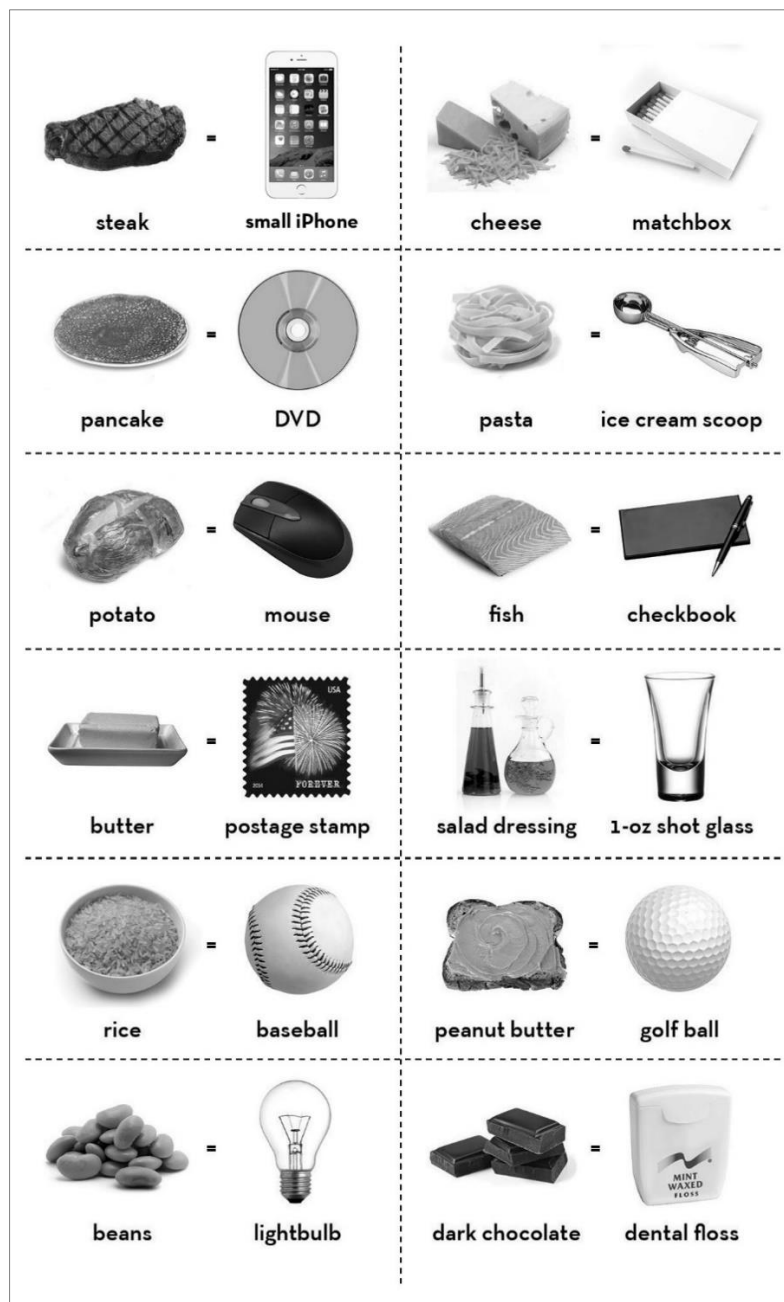 steak = small iPhone
cheese = matchbox
pancake = DVD
pasta = ice cream scoop
potato = mouse
fish = checkbook
butter = postage stamp
USA
2014 FOREVER
salad dressing = 1-oz shot glass
rice = baseball
peanut butter = golf ball
beans = lightbulb
dark chocolate = dental floss
MINT
WAXED
FLOSS